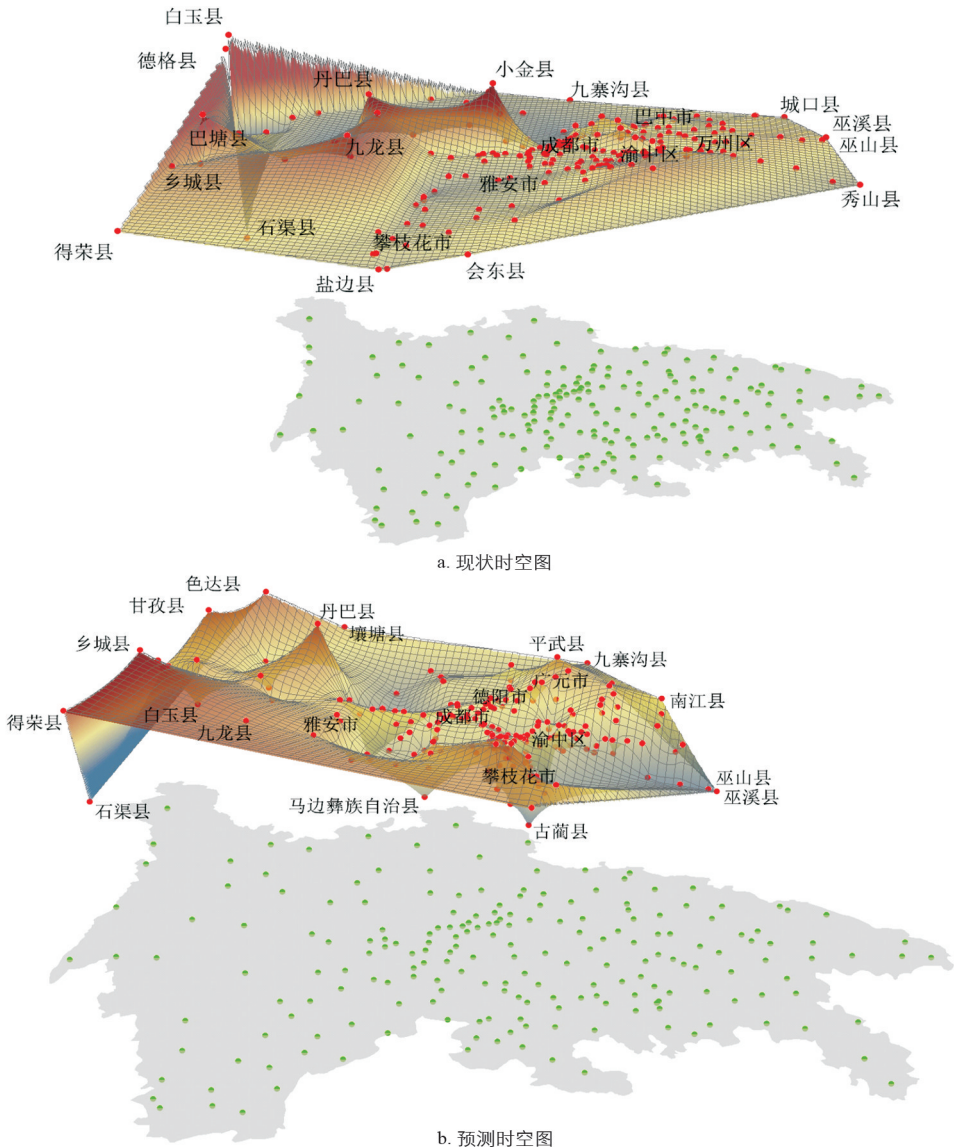 白玉县
德格县
丹巴县
小金县
九寨沟县
巴中市
城口县
巫溪县
巴塘县
九龙县
成都市
渝中区
万州区
巫山县
乡城县
雅安市
秀山县
得荣县
石渠县
攀枝花市
盐边县
会东县
a. 现状时空图
色达县
甘孜县
丹巴县
壤塘县
乡城县
平武县
九寨沟县
广元市
德阳市
南江县
得荣县
白玉县
九龙县
雅安市
成都市
渝中区
攀枝花市
巫山县
巫溪县
石渠县
马边彝族自治县
古蔺县
b. 预测时空图